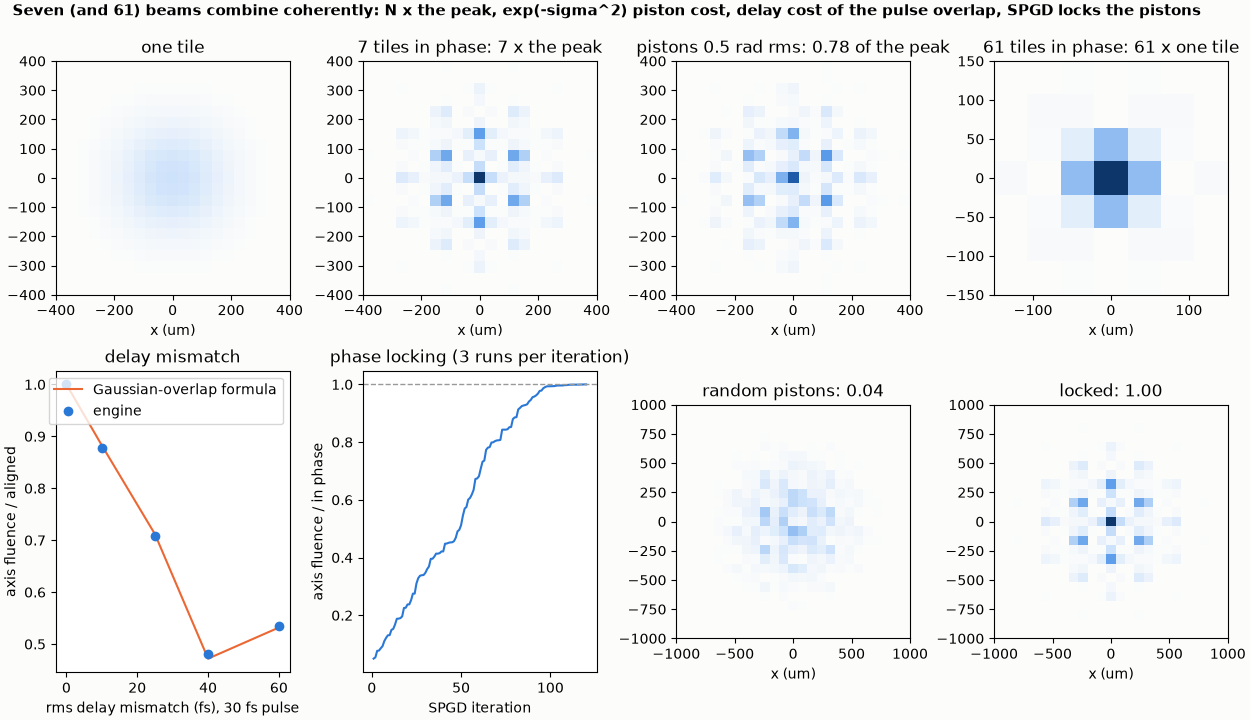 Seven (and 61) beams combine coherently: N x the peak, exp(-sigma^2) piston cost, delay cost of the pulse overlap, SPGD locks the pistons
one tile
400
300
200
100
0
−100
−200
−300
−400
−400 −200 0 200 400
x (um)
7 tiles in phase: 7 x the peak
400
300
200
100
0
−100
−200
−300
−400
−400 −200 0 200 400
x (um)
pistons 0.5 rad rms: 0.78 of the peak
400
300
200
100
0
−100
−200
−300
−400
−400 −200 0 200 400
x (um)
61 tiles in phase: 61 x one tile
150
100
50
0
−50
−100
−150
−100 0 100
x (um)
delay mismatch
axis fluence / aligned
1.0
0.9
0.8
0.7
0.6
0.5
Gaussian-overlap formula
engine
0 20 40 60
rms delay mismatch (fs), 30 fs pulse
phase locking (3 runs per iteration)
axis fluence / in phase
1.0
0.8
0.6
0.4
0.2
0 50 100
SPGD iteration
random pistons: 0.04
1000
750
500
250
0
−250
−500
−750
−1000
−1000 −500 0 500 1000
x (um)
locked: 1.00
1000
750
500
250
0
−250
−500
−750
−1000
−1000 −500 0 500 1000
x (um)